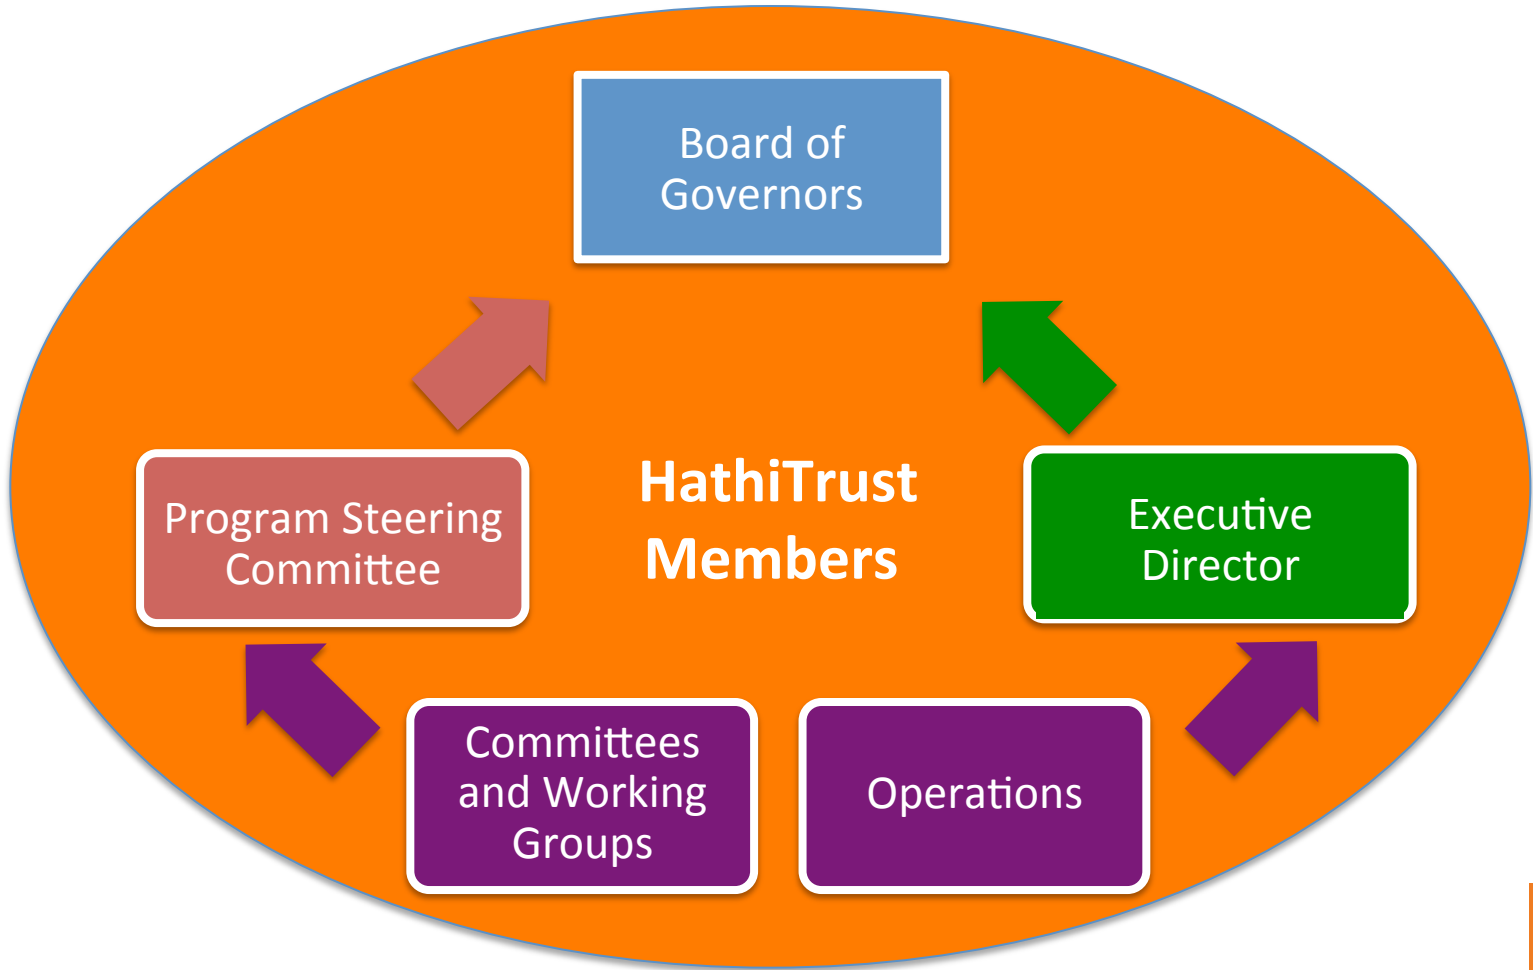 Board of
Governors
HathiTrust
Members
Program Steering
Committee
Executive
Director
Committees
and Working
Groups
Operations